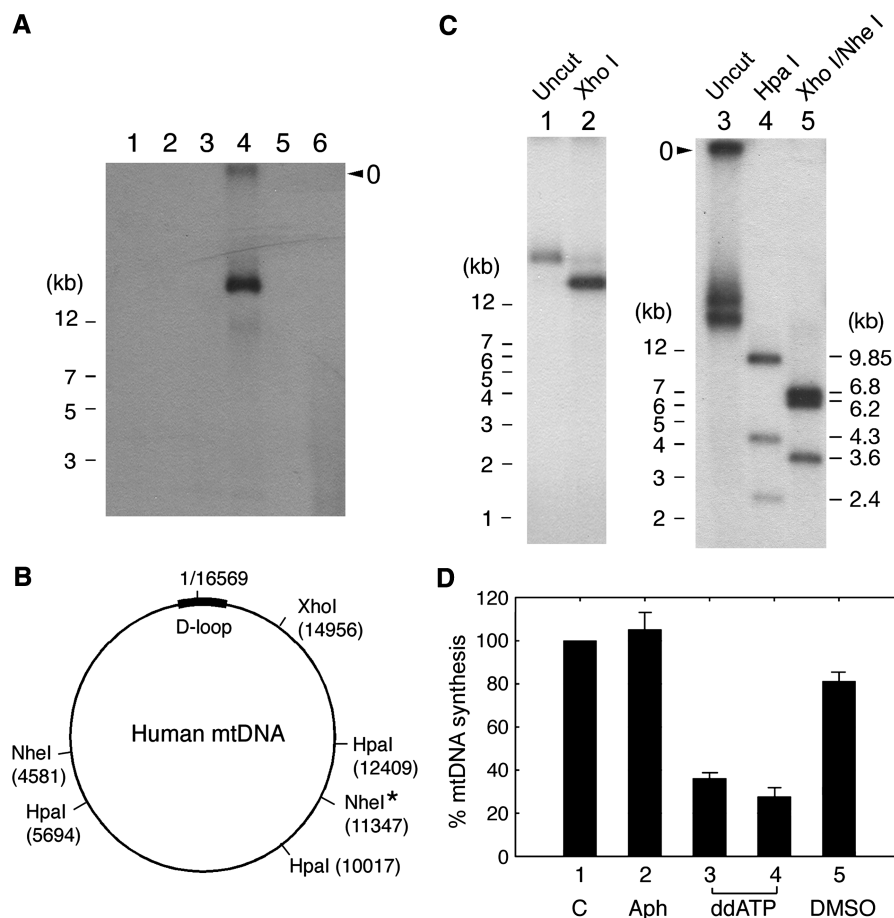 A
1 2 3 4 5 6
0
(kb)
12
7
5
3
B
1/16569
D-loop
XhoI
(14956)
Human mtDNA
HpaI
(12409)
NheI*
(11347)
HpaI (10017)
NheI
(4581)
HpaI
(5694)
C
Uncut
Xho I
1 2
(kb)
12
7
6
5
4
3
2
1
Uncut
Hpa I
Xho I/Nhe I
3 4 5
0
(kb)
12
7
6
5
4
3
2
(kb)
9.85
6.8
6.2
4.3
3.6
2.4
D
% mtDNA synthesis
120
100
80
60
40
20
0
1 2 3 4 5
C Aph ddATP DMSO